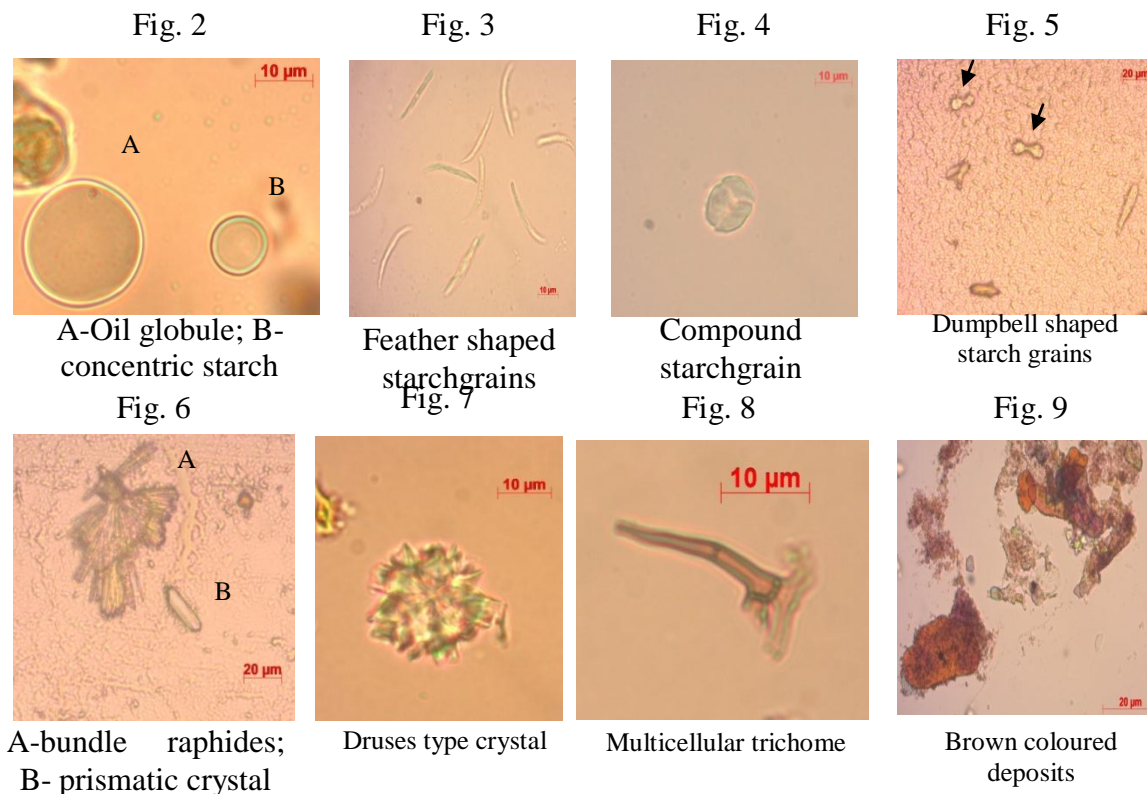 Fig. 2
Fig. 3
Fig. 4
Fig. 5
10 µm
A
B
10 µm
10 µm
20 µm
A-Oil globule; B-
concentric starch
Feather shaped
starchgrains
Compound
starchgrain
Dumpbell shaped
starch grains
Fig. 6
Fig. 7
Fig. 8
Fig. 9
A
B
20 µm
10 µm
10 µm
20 µm
A-bundle raphides;
B- prismatic crystal
Druses type crystal
Multicellular trichome
Brown coloured
deposits